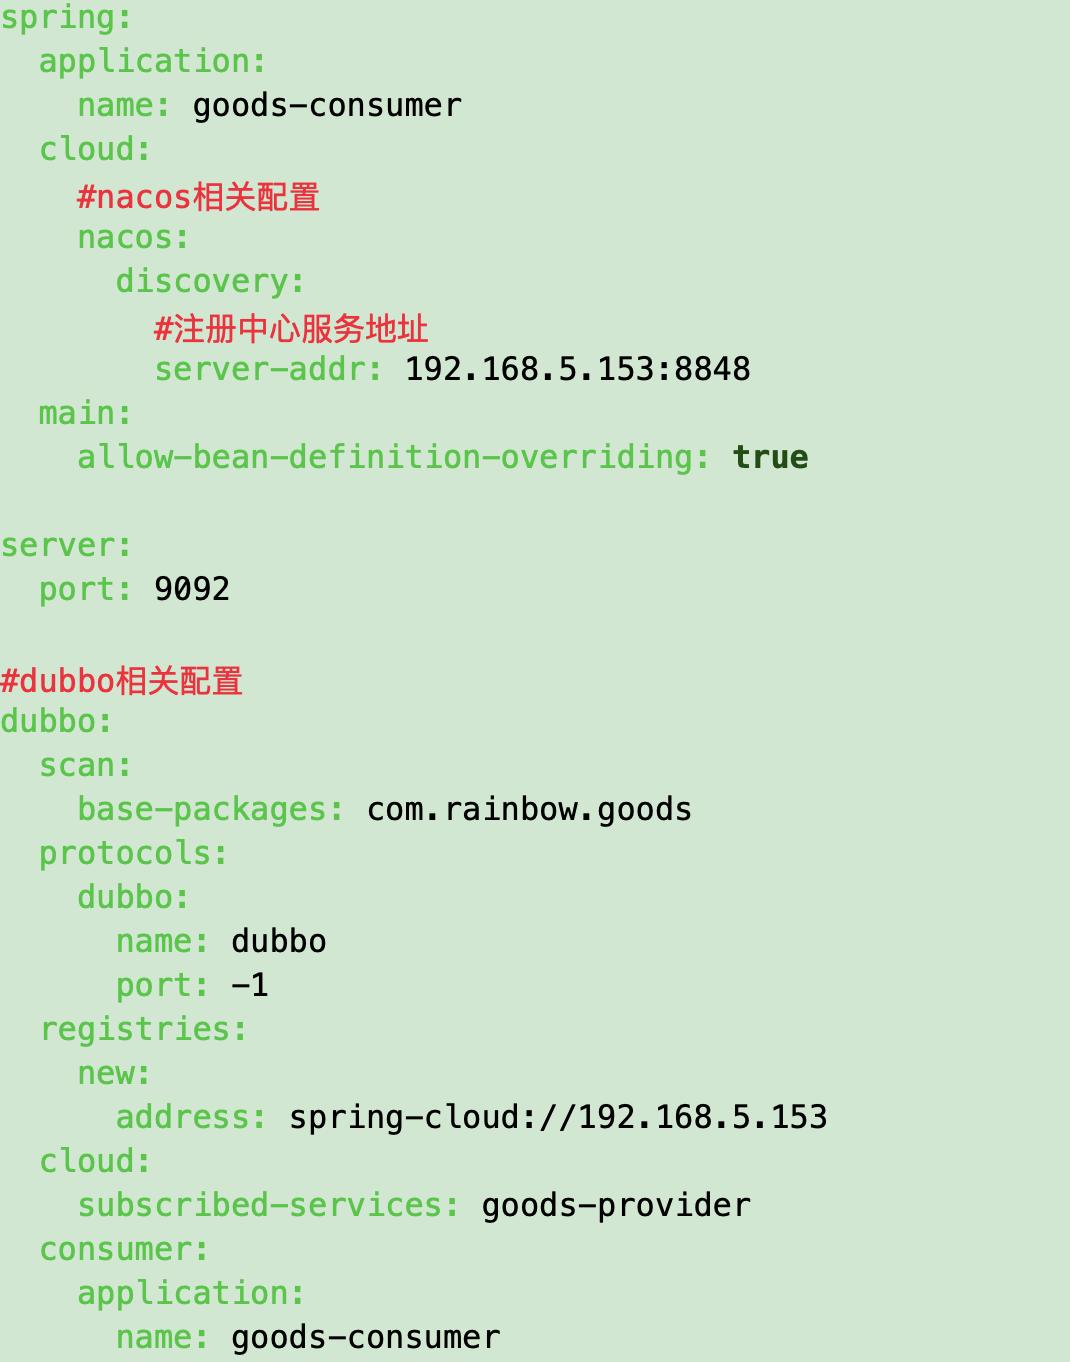 spring:
  application:
    name: goods-consumer
  cloud:
    #nacos相关配置
    nacos:
      discovery:
        #注册中心服务地址
        server-addr: 192.168.5.153:8848
  main:
    allow-bean-definition-overriding: true

server:
  port: 9092

#dubbo相关配置
dubbo:
  scan:
    base-packages: com.rainbow.goods
  protocols:
    dubbo:
      name: dubbo
      port: -1
  registries:
    new:
      address: spring-cloud://192.168.5.153
  cloud:
    subscribed-services: goods-provider
  consumer:
    application:
      name: goods-consumer